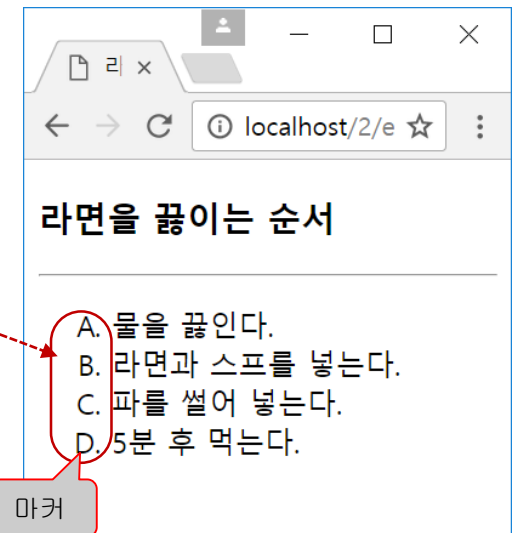 리
localhost/2/e
라면을 끓이는 순서
A. 물을 끓인다.
B. 라면과 스프를 넣는다.
C. 파를 썰어 넣는다.
D. 5분 후 먹는다.
마커